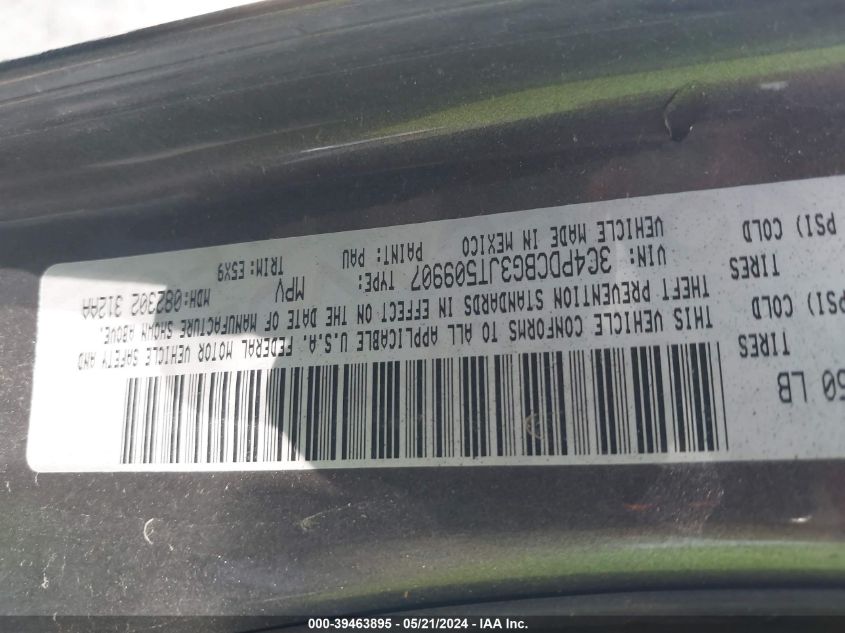 50 LB
TIRES
PSI) COLD
TIRES
PSI) COLD
THIS VEHICLE CONFORMS TO ALL APPLICABLE U.S.A. FEDERAL MOTOR VEHICLE SAFETY AND
THEFT PREVENTION STANDARDS IN EFFECT ON THE DATE OF MANUFACTURE SHOWN ABOVE.
VIN: 3C4PDCBG3JT509907 TYPE: MPV MDH: 082302 312AA
VEHICLE MADE IN MEXICO PAINT: PAU TRIM: E5X9
000-39463895 - 05/21/2024 - IAA Inc.